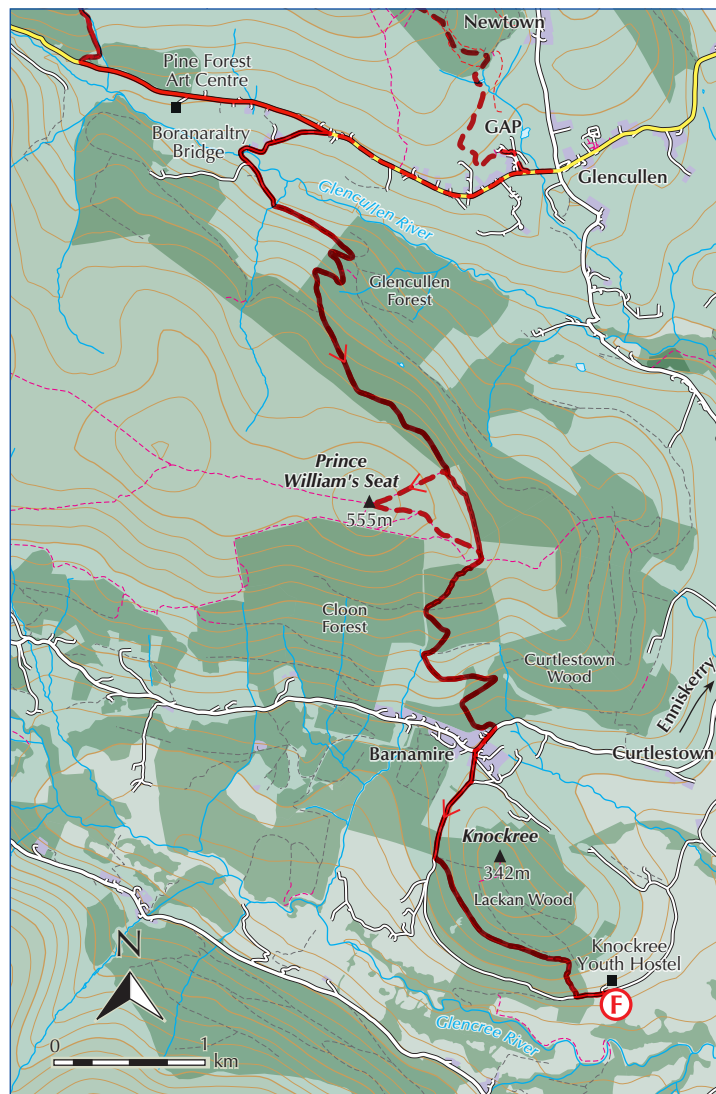 Newtown
Pine Forest
Art Centre
Boranaraltry
Bridge
GAP
Glencullen
Glencullen River
Glencullen
Forest
Prince
William's Seat
555m
Cloon
Forest
Curtlestown
Wood
Enniskerry
Barnamire
Curtlestown
Knockree
342m
Lackan Wood
Knockree
Youth Hostel
F
N
Glencree River
0 1
km